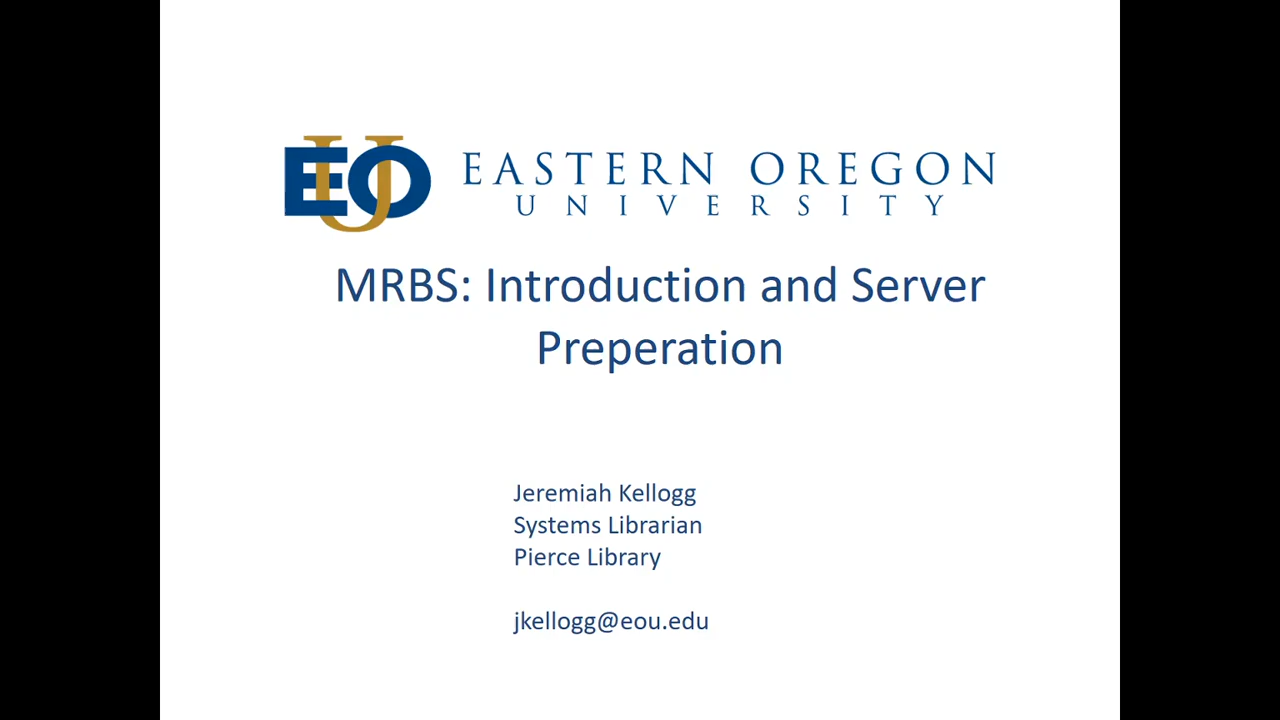 EOU
EASTERN OREGON
UNIVERSITY
MRBS: Introduction and Server
Preperation
Jeremiah Kellogg
Systems Librarian
Pierce Library
jkellogg@eou.edu